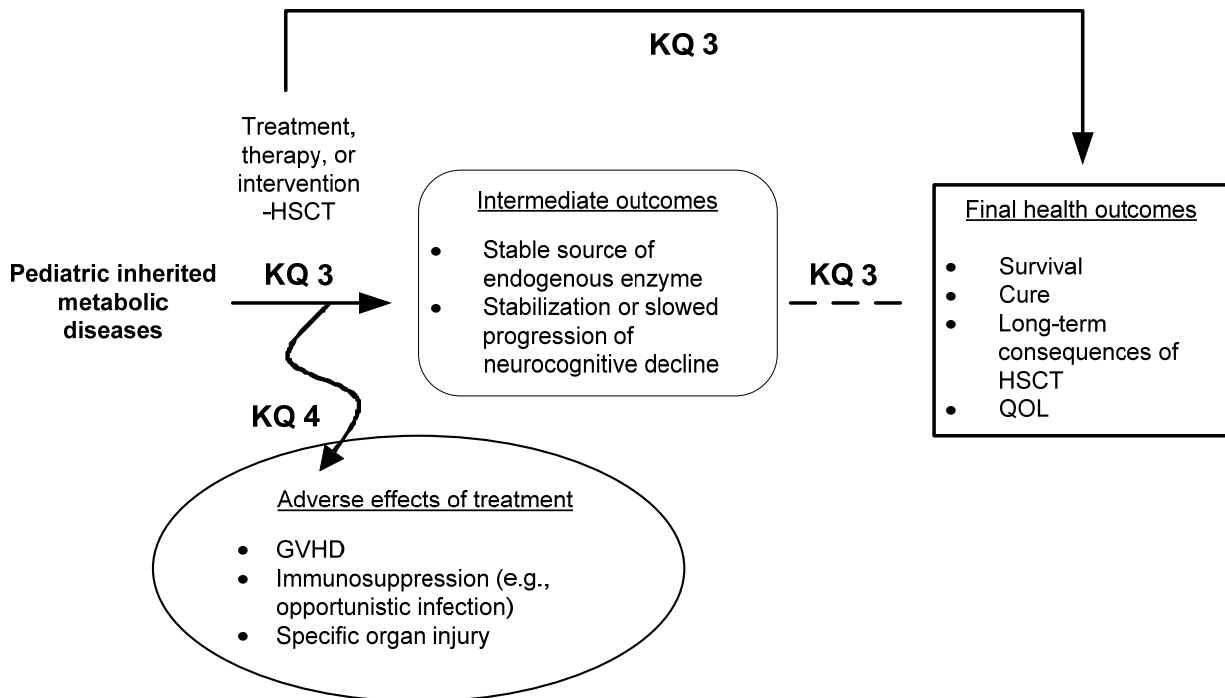 KQ 3
Treatment,
therapy, or
intervention
-HSCT
Pediatric inherited
metabolic
diseases
KQ 3
Intermediate outcomes
• Stable source of
endogenous enzyme
• Stabilization or slowed
progression of
neurocognitive decline
KQ 3
Final health outcomes
• Survival
• Cure
• Long-term
consequences of
HSCT
• QOL
KQ 4
Adverse effects of treatment
• GVHD
• Immunosuppression (e.g.,
opportunistic infection)
• Specific organ injury